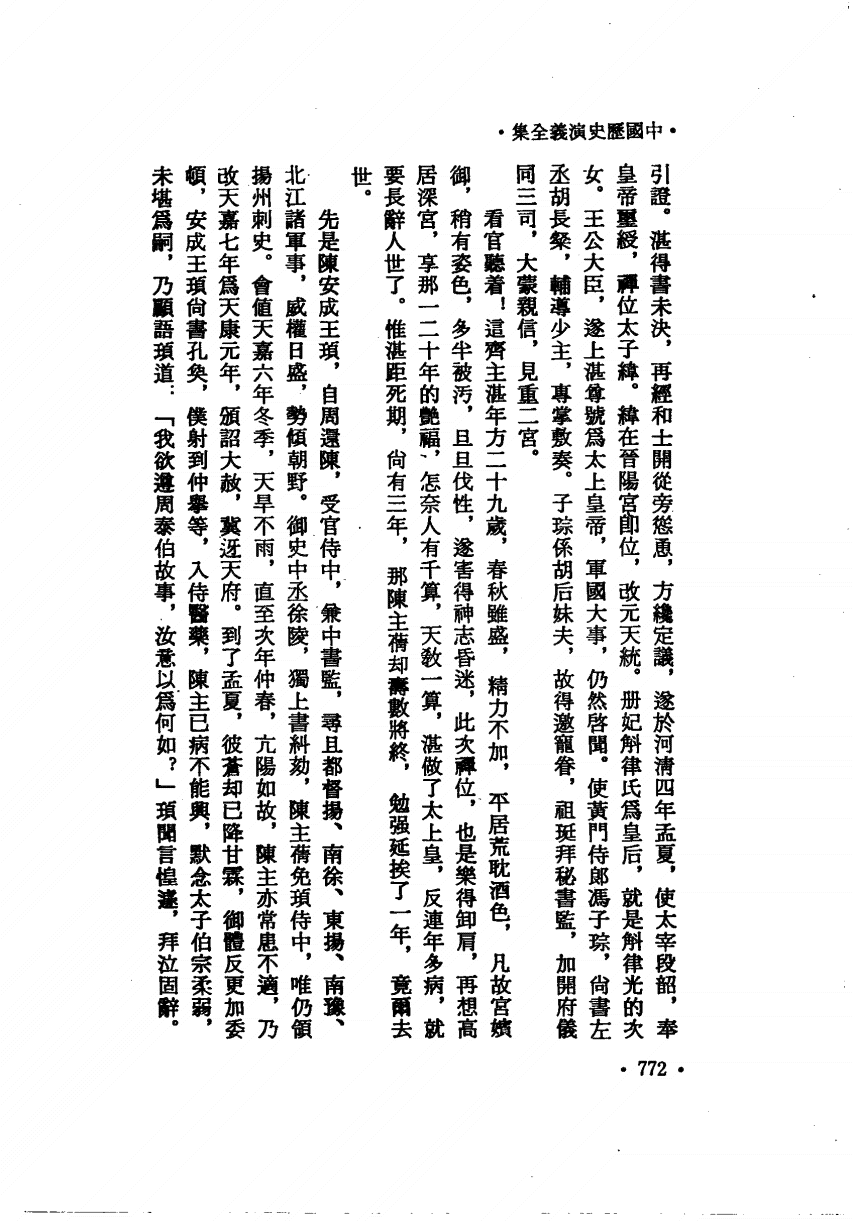 ·中國歷史演義全集·
引證。湛得書未決，再經和士開從旁慫恿，方纔定議，遂於河清四年孟夏，使太宰段韶，奉
皇帝璽綬，禪位太子緯。緯在晉陽宮卽位，改元天統。册妃斛律氏爲皇后，就是斛律光的次
女。王公大臣，遂上湛尊號爲太上皇帝，軍國大事，仍然啓聞。使黃門侍郎馮子琮，尙書左
丞胡長粲，輔導少主，專掌敷奏。子琮係胡后妹夫，故得邀寵眷，祖珽拜秘書監，加開府儀
同三司，大蒙親信，見重二宮。
看官聽着！這齊主湛年方二十九歲，春秋雖盛，精力不加，平居荒耽酒色，凡故宮嬪
御，稍有姿色，多半被汚，且旦伐性，遂害得神志昏迷，此次禪位，也是樂得卸肩，再想高
居深宮，享那一二十年的艷福、怎奈人有千算，天敎一算，湛做了太上皇，反連年多病，就
要長辭人世了。惟湛距死期，尙有三年，那陳主蒨却壽數將終，勉强延挨了一年，竟爾去
世。
先是陳安成王頊，自周還陳，受官侍中，兼中書監，尋且都督揚、南徐、東揚、南豫、
北江諸軍事，威權日盛，勢傾朝野。御史中丞徐陵，獨上書糾劾，陳主蒨免頊侍中，唯仍領
揚州刺史。會値天嘉六年冬季，天旱不雨，直至次年仲春，亢陽如故，陳主亦常患不適，乃
改天嘉七年爲天康元年，頒詔大赦，冀迓天府。到了孟夏，彼蒼却已降甘霖，御體反更加委
頓，安成王頊尙書孔奐，僕射到仲舉等，入侍醫藥，陳主已病不能興，默念太子伯宗柔弱，
未堪爲嗣，乃顧語頊道：「我欲遵周泰伯故事，汝意以爲何如？」頊聞言惶遽，拜泣固辭。
·772·